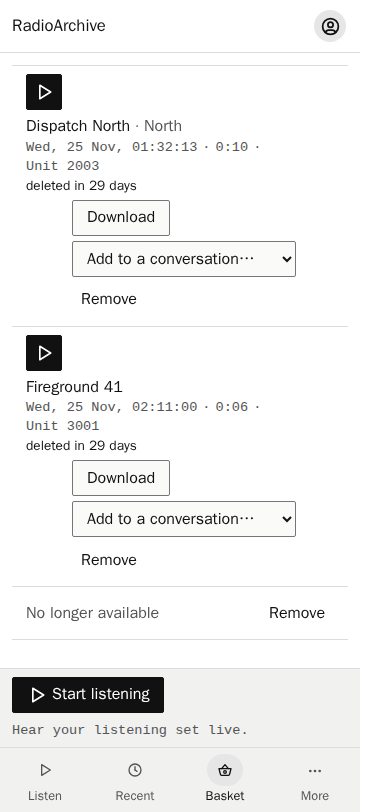 RadioArchive
Dispatch North · North
Wed, 25 Nov, 01:32:13 · 0:10 ·
Unit 2003
deleted in 29 days
Download
Add to a conversation…
Remove
Fireground 41
Wed, 25 Nov, 02:11:00 · 0:06 ·
Unit 3001
deleted in 29 days
Download
Add to a conversation…
Remove
No longer available Remove
Start listening
Hear your listening set live.
Listen Recent Basket More